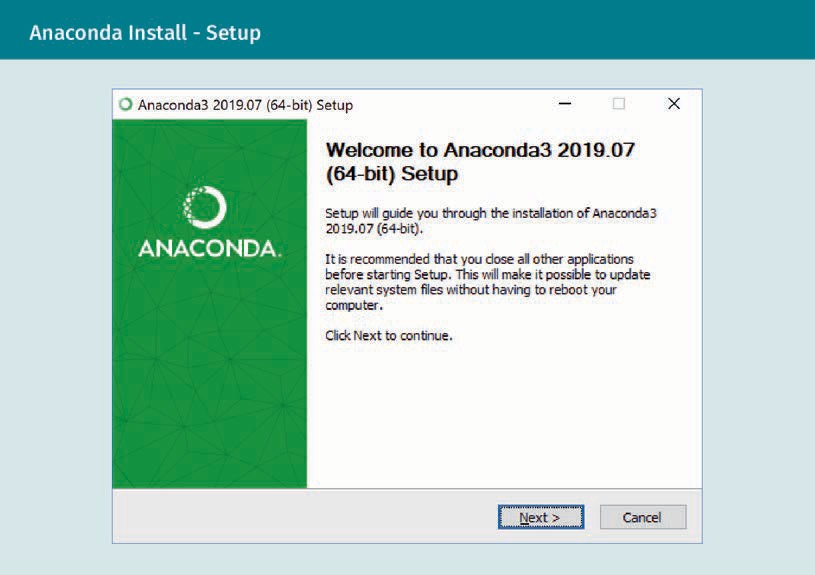 Anaconda Install - Setup
Anaconda3 2019.07 (64-bit) Setup
Welcome to Anaconda3 2019.07
(64-bit) Setup
ANACONDA.
Setup will guide you through the installation of Anaconda3
2019.07 (64-bit).
It is recommended that you close all other applications
before starting Setup. This will make it possible to update
relevant system files without having to reboot your
computer.
Click Next to continue.
Next >
Cancel